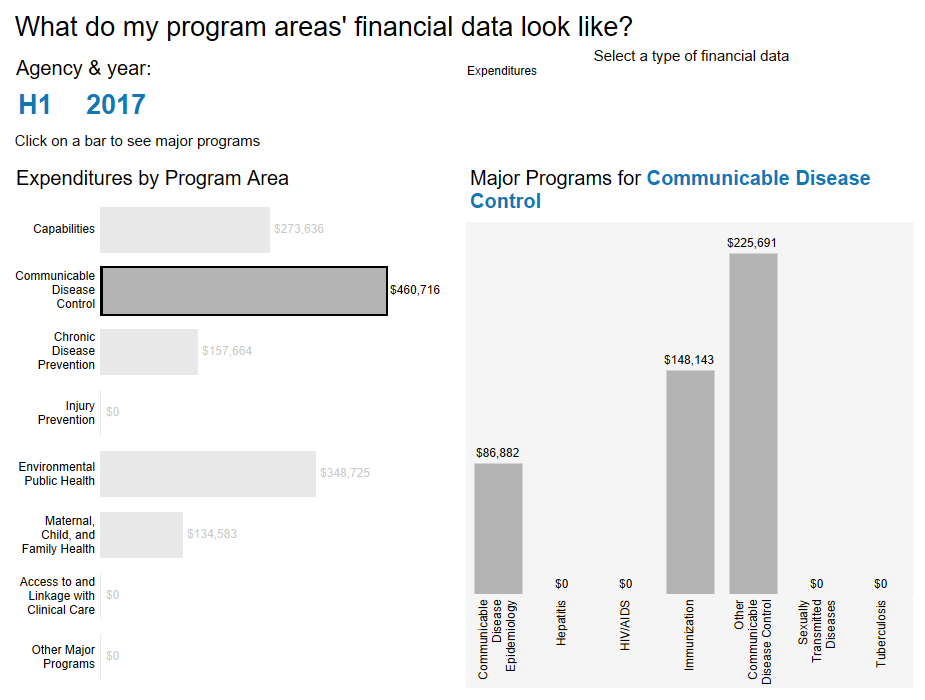 What do my program areas' financial data look like?
Select a type of financial data
Agency & year:
Expenditures
H1 2017
Click on a bar to see major programs
Expenditures by Program Area
Capabilities
$273,636
Communicable
Disease
Control
$460,716
Chronic
Disease
Prevention
$157,664
Injury
Prevention
$0
Environmental
Public Health
$348,725
Maternal,
Child, and
Family Health
$134,583
Access to and
Linkage with
Clinical Care
$0
Other Major
Programs
$0
Major Programs for Communicable Disease
Control
$86,882
$0
$0
$148,143
$225,691
$0
$0
Communicable
Disease
Epidemiology
Hepatitis
HIV/AIDS
Immunization
Other
Communicable
Disease Control
Sexually
Transmitted
Diseases
Tuberculosis